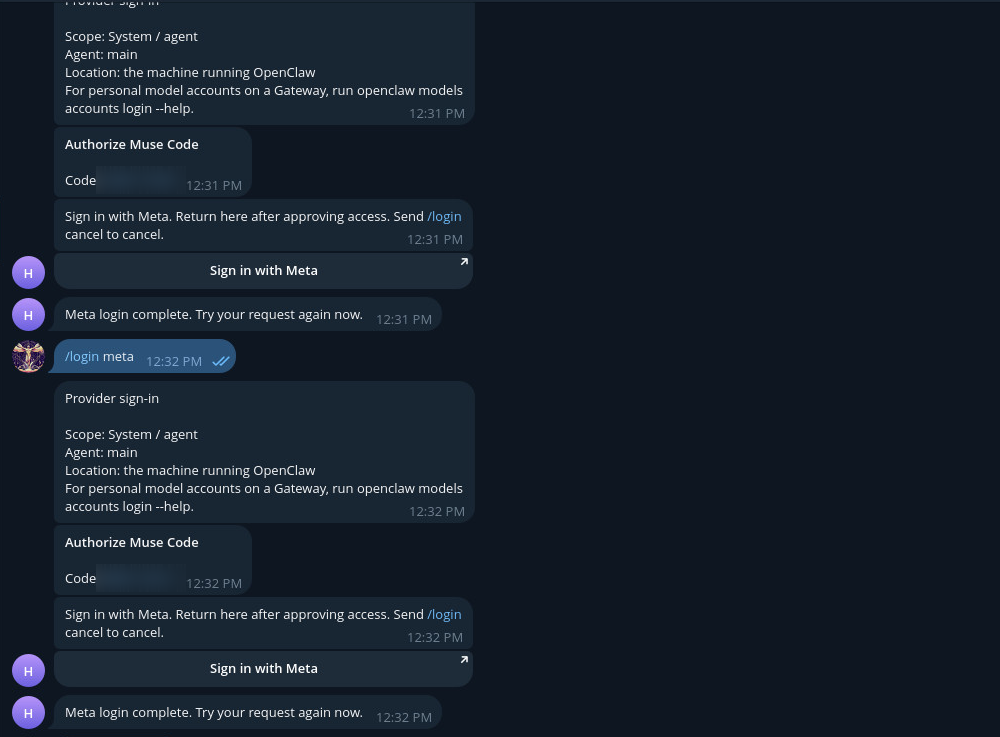 Provider sign-in
Scope: System / agent
Agent: main
Location: the machine running OpenClaw
For personal model accounts on a Gateway, run openclaw models
accounts login --help.
12:31 PM
Authorize Muse Code
Code
12:31 PM
Sign in with Meta. Return here after approving access. Send /login
cancel to cancel.
12:31 PM
H
Sign in with Meta
H
Meta login complete. Try your request again now. 12:31 PM
/login meta 12:32 PM
Provider sign-in
Scope: System / agent
Agent: main
Location: the machine running OpenClaw
For personal model accounts on a Gateway, run openclaw models
accounts login --help.
12:32 PM
Authorize Muse Code
Code
12:32 PM
Sign in with Meta. Return here after approving access. Send /login
cancel to cancel.
12:32 PM
H
Sign in with Meta
H
Meta login complete. Try your request again now. 12:32 PM